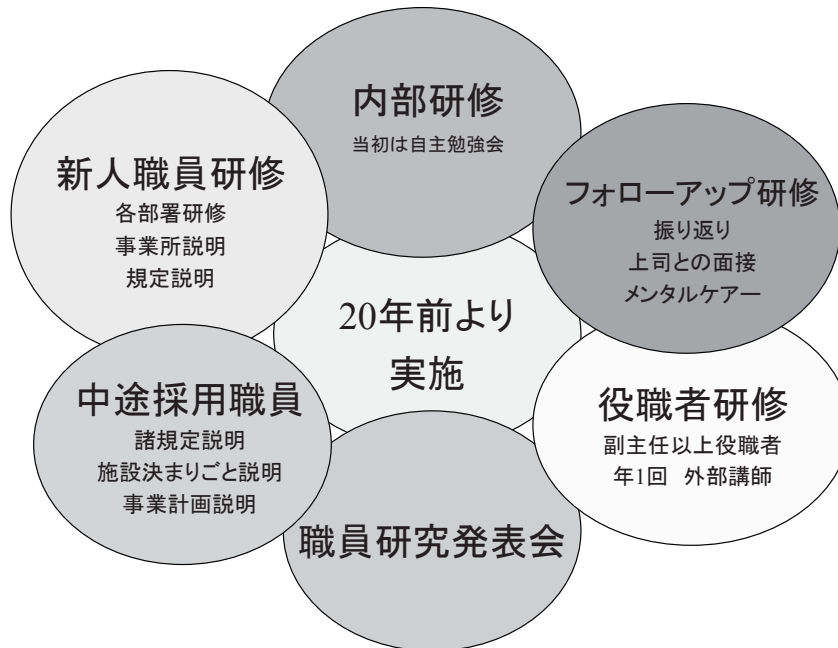 内部研修
当初は自主勉強会
新人職員研修
各部署研修
事業所説明
規定説明
フォローアップ研修
振り返り
上司との面接
メンタルケアー
20年前より
実施
中途採用職員
諸規定説明
施設決まりごと説明
事業計画説明
役職者研修
副主任以上役職者
年1回 外部講師
職員研究発表会